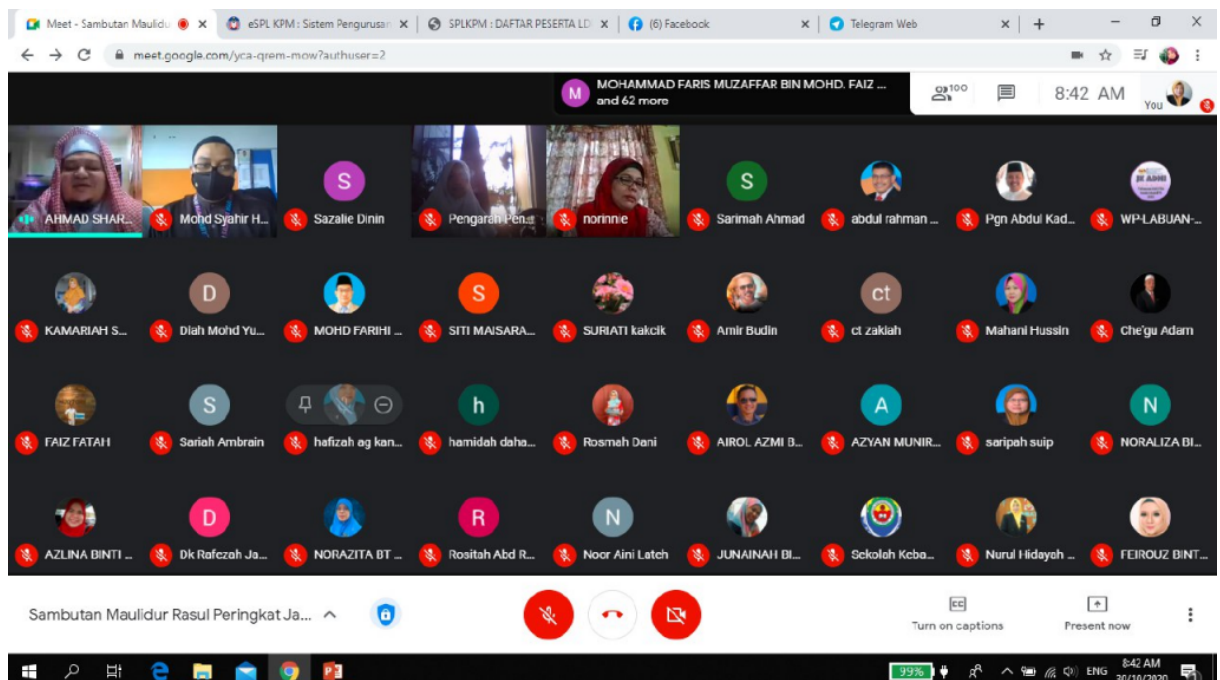 Meet - Sambutan Maulidu
eSPL KPM : Sistem Pengurusan
SPLKPM : DAFTAR PESERTA LD
(6) Facebook
Telegram Web
meet.google.com/yca-qrem-mow?authuser=2
M
MOHAMMAD FARIS MUZAFFAR BIN MOHD. FAIZ ...
and 62 more
100
8:42 AM
You
AHMAD SHAR...
Mohd Syahir H...
S
Sazalie Dinin
Pengarah Pen...
norinnie
S
Sarimah Ahmad
abdul rahman ...
Pgn Abdul Kad...
WP-LABUAN-...
KAMARIAH S...
D
Diah Mohd Yu...
MOHD FARIHI ...
S
SITI MAISARA...
SURIATI kakcik
Amir Budin
ct
ct zakiah
Mahani Hussin
Che'gu Adam
FAIZ FATAH
S
Sariah Ambrain
hafizah ag kan...
h
hamidah daha...
Rosmah Dani
AIROL AZMI B...
A
AZYAN MUNIR...
saripah suip
N
NORALIZA BI...
AZLINA BINTI ...
D
Dk Rafezah Ja...
NORAZITA BT ...
R
Rositah Abd R...
N
Noor Aini Lateh
JUNAINAH BI...
Sekolah Keba...
Nurul Hidayah ...
FEIROUZ BINT...
Sambutan Maulidur Rasul Peringkat Ja...
Turn on captions
Present now
99%
ENG
8:42 AM
30/10/2020